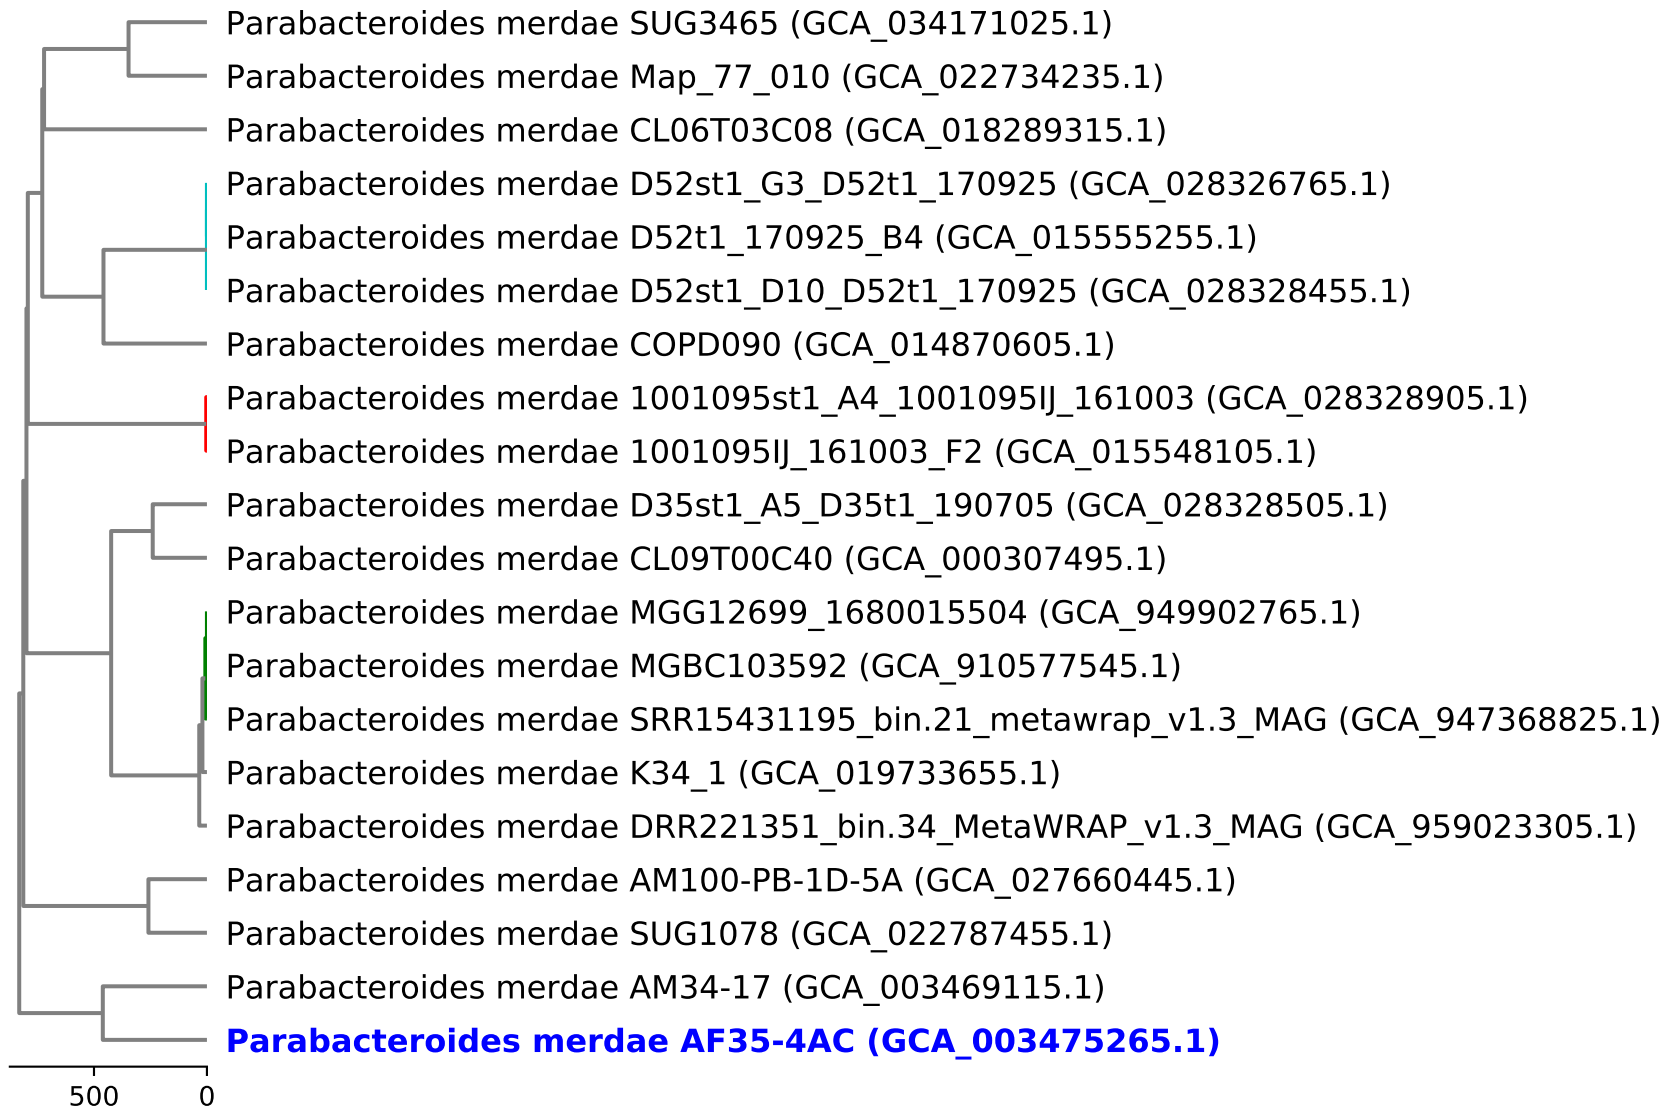 Parabacteroides merdae SUG3465 (GCA_034171025.1)
Parabacteroides merdae Map_77_010 (GCA_022734235.1)
Parabacteroides merdae CL06T03C08 (GCA_018289315.1)
Parabacteroides merdae D52st1_G3_D52t1_170925 (GCA_028326765.1)
Parabacteroides merdae D52t1_170925_B4 (GCA_015555255.1)
Parabacteroides merdae D52st1_D10_D52t1_170925 (GCA_028328455.1)
Parabacteroides merdae COPD090 (GCA_014870605.1)
Parabacteroides merdae 1001095st1_A4_1001095IJ_161003 (GCA_028328905.1)
Parabacteroides merdae 1001095IJ_161003_F2 (GCA_015548105.1)
Parabacteroides merdae D35st1_A5_D35t1_190705 (GCA_028328505.1)
Parabacteroides merdae CL09T00C40 (GCA_000307495.1)
Parabacteroides merdae MGG12699_1680015504 (GCA_949902765.1)
Parabacteroides merdae MGBC103592 (GCA_910577545.1)
Parabacteroides merdae SRR15431195_bin.21_metawrap_v1.3_MAG (GCA_947368825.1)
Parabacteroides merdae K34_1 (GCA_019733655.1)
Parabacteroides merdae DRR221351_bin.34_MetaWRAP_v1.3_MAG (GCA_959023305.1)
Parabacteroides merdae AM100-PB-1D-5A (GCA_027660445.1)
Parabacteroides merdae SUG1078 (GCA_022787455.1)
Parabacteroides merdae AM34-17 (GCA_003469115.1)
Parabacteroides merdae AF35-4AC (GCA_003475265.1)
500 0